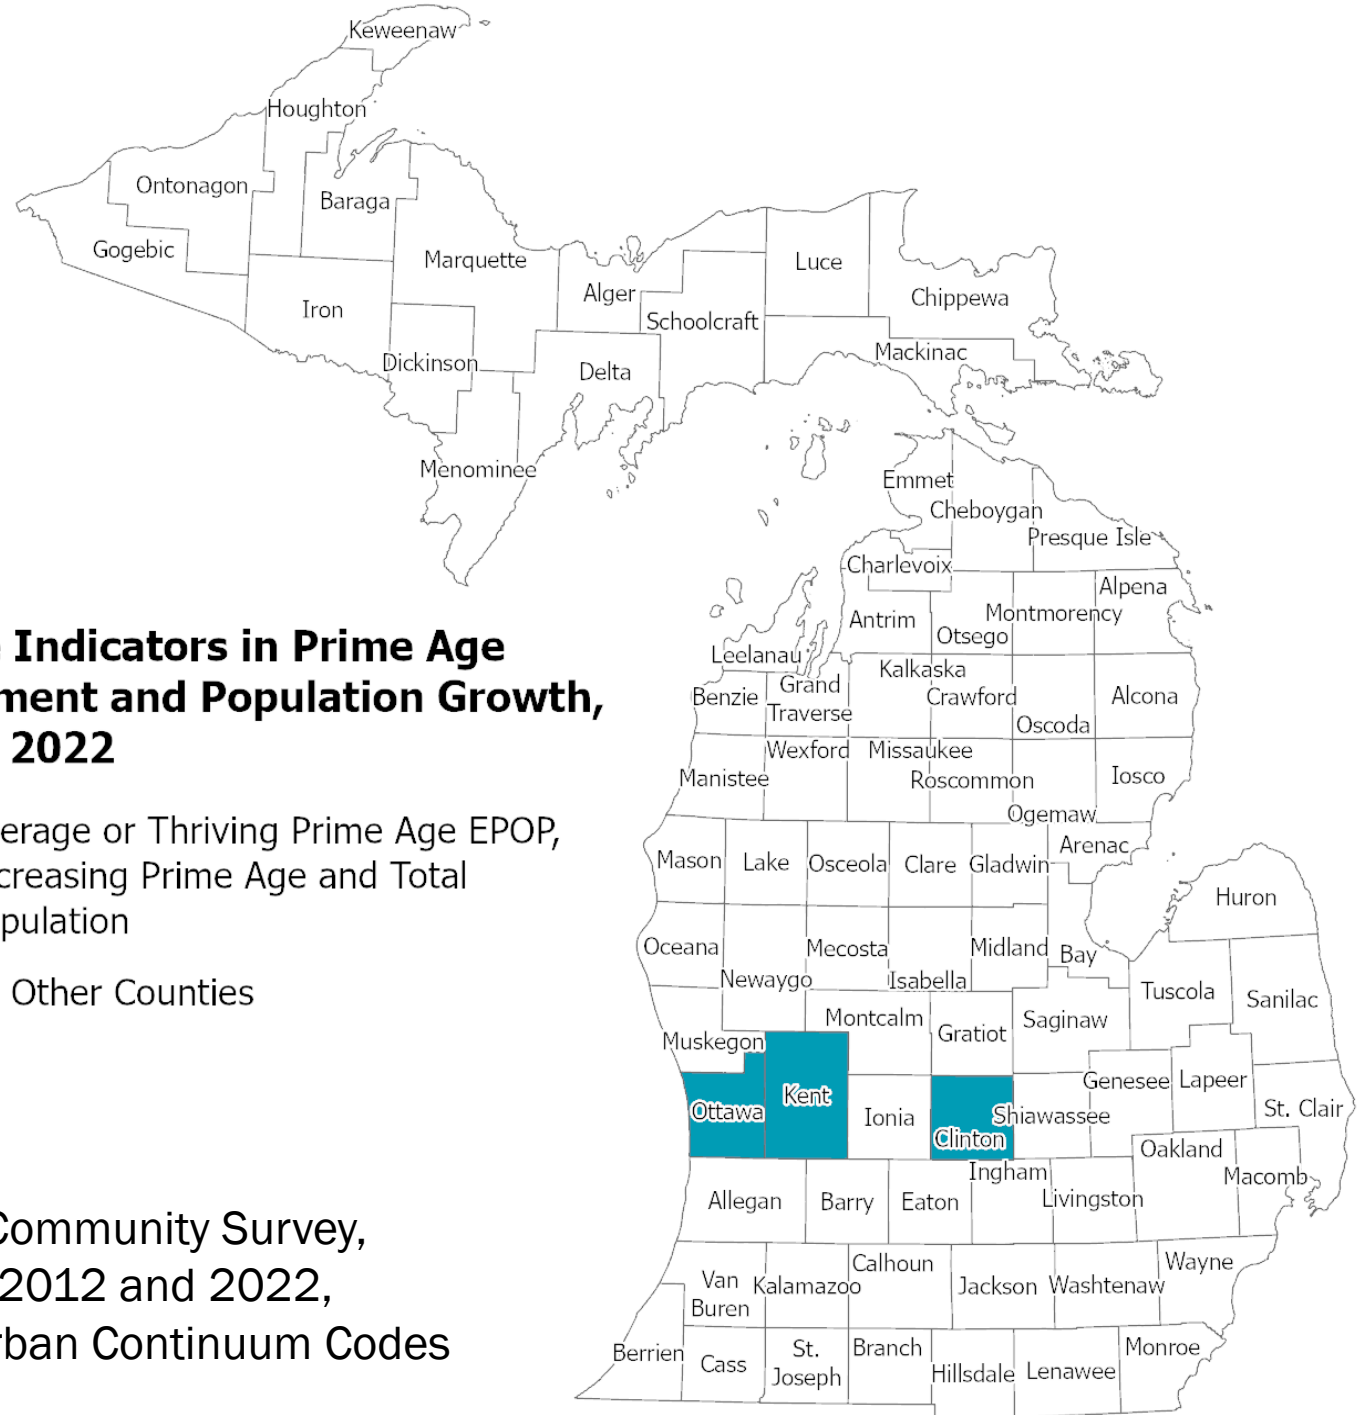 Keweenaw
Houghton
Ontonagon
Baraga
Gogebic
Marquette
Luce
Alger
Chippewa
Iron
Schoolcraft
Mackinac
Dickinson
Delta
Menominee
Emmet
Cheboygan
Presque Isle
Charlevoix
Alpena
Antrim
Montmorency
Otsego
Leelanau
Kalkaska
Benzie
Grand
Traverse
Crawford
Alcona
Oscoda
Wexford
Missaukee
Manistee
Roscommon
Iosco
Ogemaw
Arenac
Mason
Lake
Osceola
Clare
Gladwin
Huron
Oceana
Mecosta
Midland
Bay
Newaygo
Isabella
Tuscola
Sanilac
Montcalm
Gratiot
Saginaw
Muskegon
Genesee
Lapeer
Kent
Ottawa
Ionia
Shiawassee
St. Clair
Clinton
Oakland
Ingham
Macomb
Allegan
Barry
Eaton
Livingston
Calhoun
Wayne
Van
Buren
Kalamazoo
Jackson
Washtenaw
Berrien
Cass
St.
Joseph
Branch
Hillsdale
Lenawee
Monroe
Indicators in Prime Age
ment and Population Growth,
2022
erage or Thriving Prime Age EPOP,
creasing Prime Age and Total
pulation
Other Counties
Community Survey,
2012 and 2022,
rban Continuum Codes